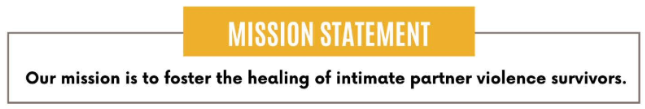 MISSION STATEMENT
Our mission is to foster the healing of intimate partner violence survivors.